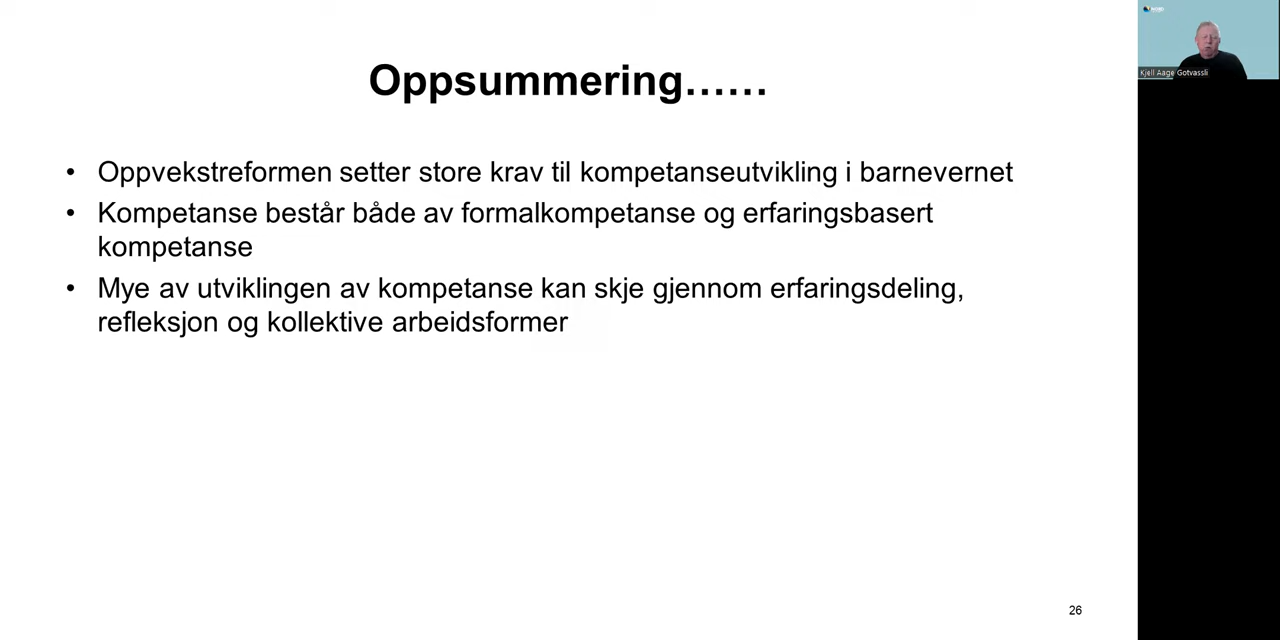 Oppsummering……
• Oppvekstreformen setter store krav til kompetanseutvikling i barnevernet
• Kompetanse består både av formalkompetanse og erfaringsbasert
kompetanse
• Mye av utviklingen av kompetanse kan skje gjennom erfaringsdeling,
refleksjon og kollektive arbeidsformer
26
Kjell Aage Gotvassli